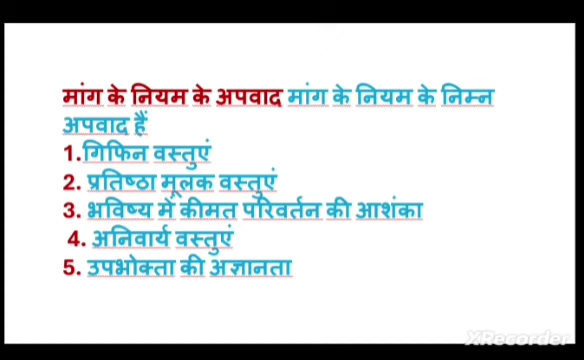 मांग के नियम के अपवाद मांग के नियम के निम्न
अपवाद हैं
1.गिफिन वस्तुएं
2. प्रतिष्ठा मूलक वस्तुएं
3. भविष्य में कीमत परिवर्तन की आशंका
4. अनिवार्य वस्तुएं
5. उपभोक्ता की अज्ञानता
XRecorder